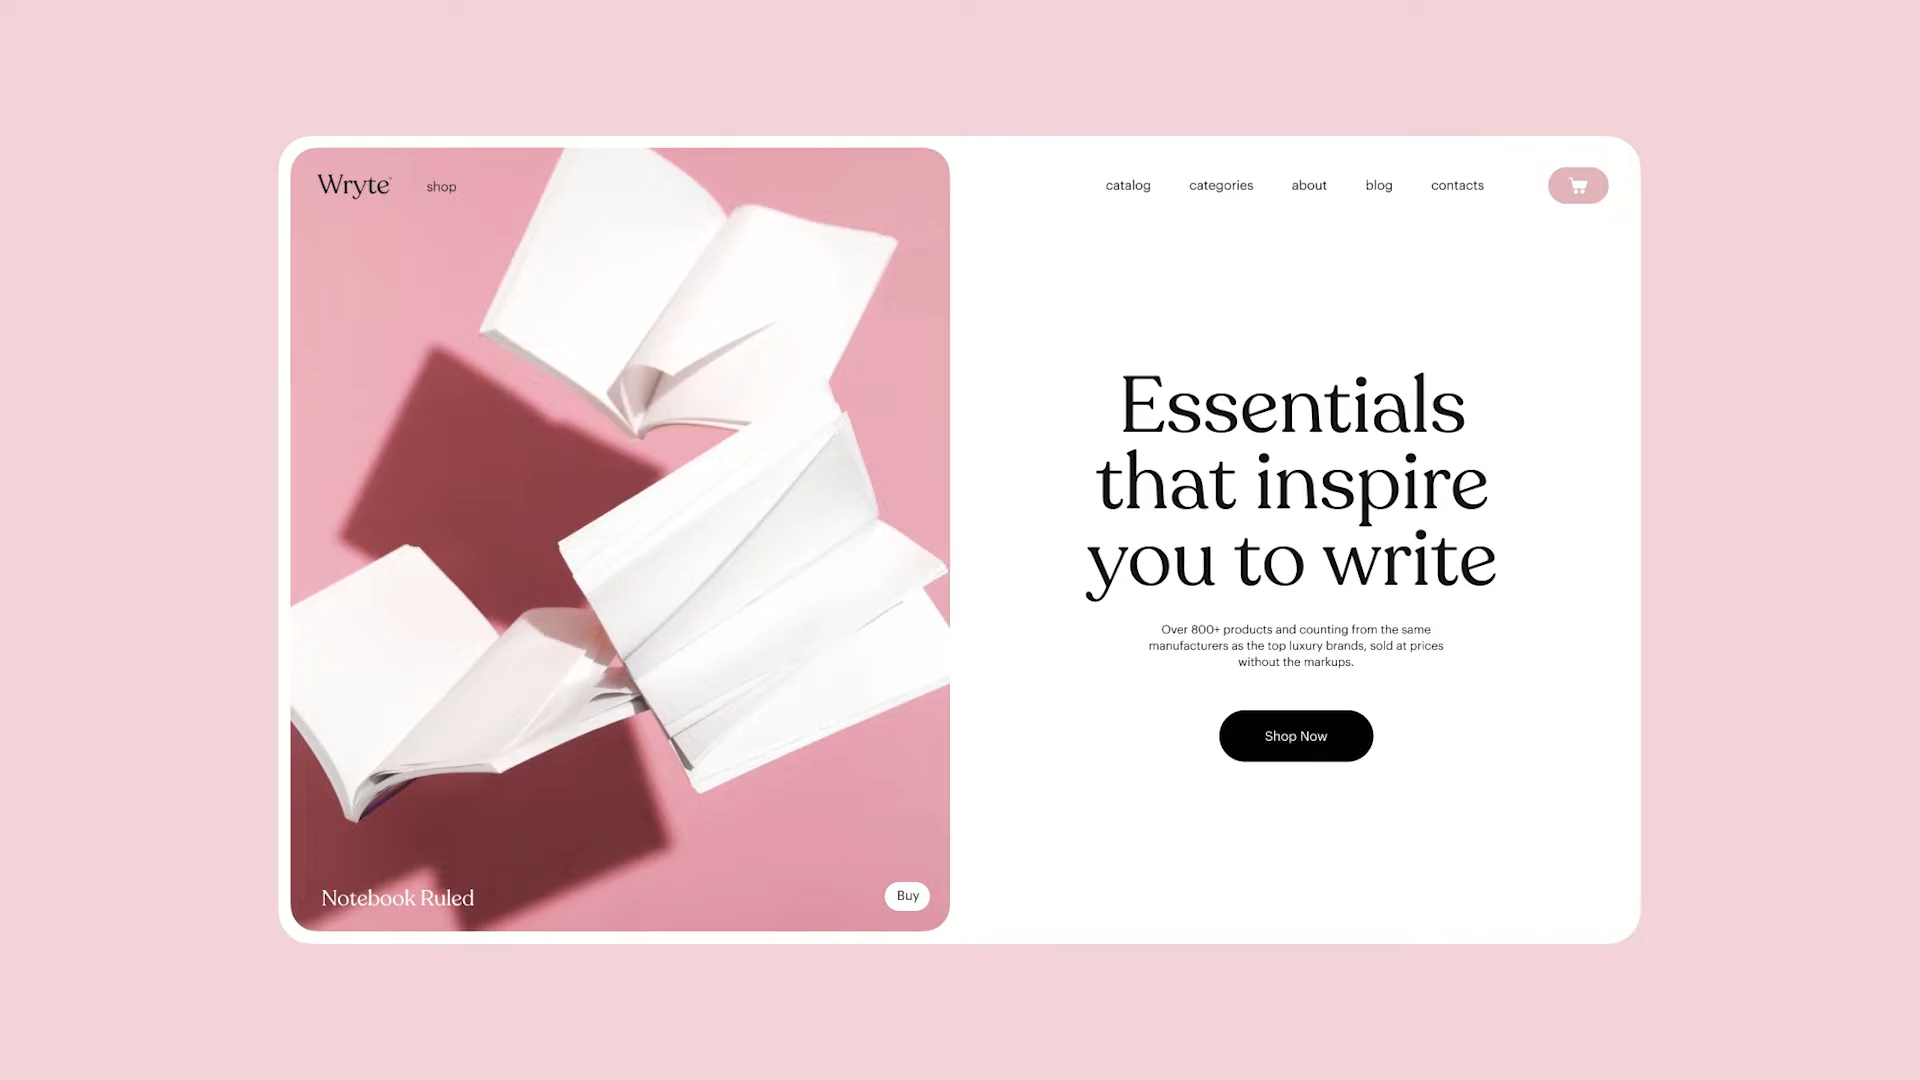 Wryte
shop
catalog
categories
about
blog
contacts
Essentials
that inspire
you to write
Over 800+ products and counting from the same
manufacturers as the top luxury brands, sold at prices
without the markups.
Shop Now
Notebook Ruled
Buy